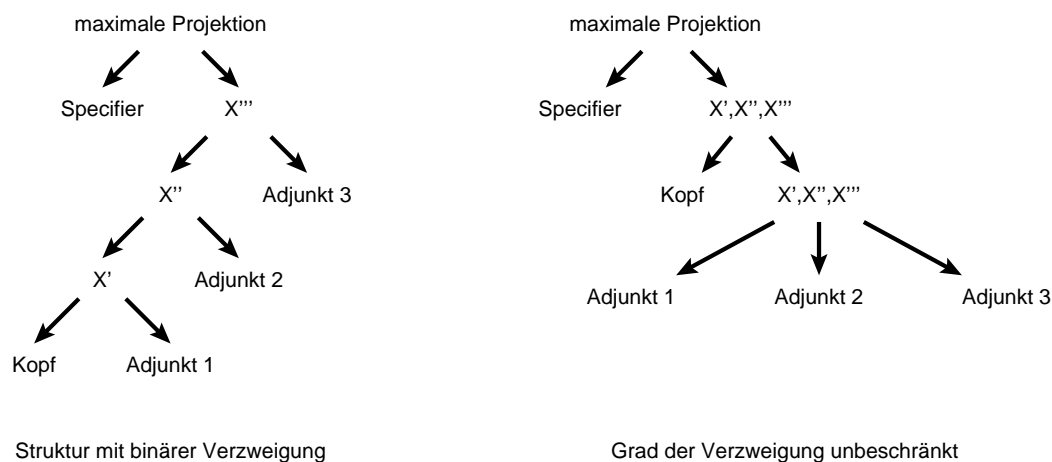 maximale Projektion
Specifier X'''
X'' Adjunkt 3
X' Adjunkt 2
Kopf Adjunkt 1
Struktur mit binärer Verzweigung
maximale Projektion
Specifier X',X'',X'''
Kopf X',X'',X'''
Adjunkt 1 Adjunkt 2 Adjunkt 3
Grad der Verzweigung unbeschränkt